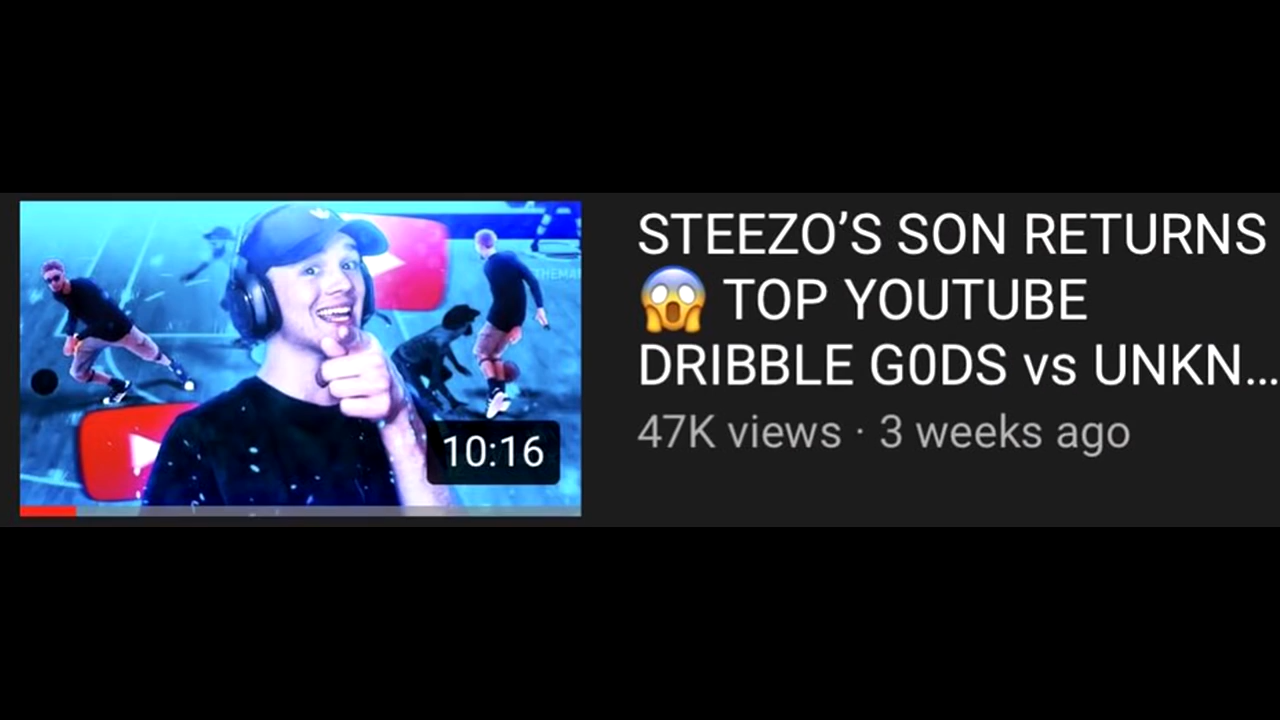 STEEZO’S SON RETURNS
😱 TOP YOUTUBE
DRIBBLE G0DS vs UNKN...
47K views · 3 weeks ago
10:16